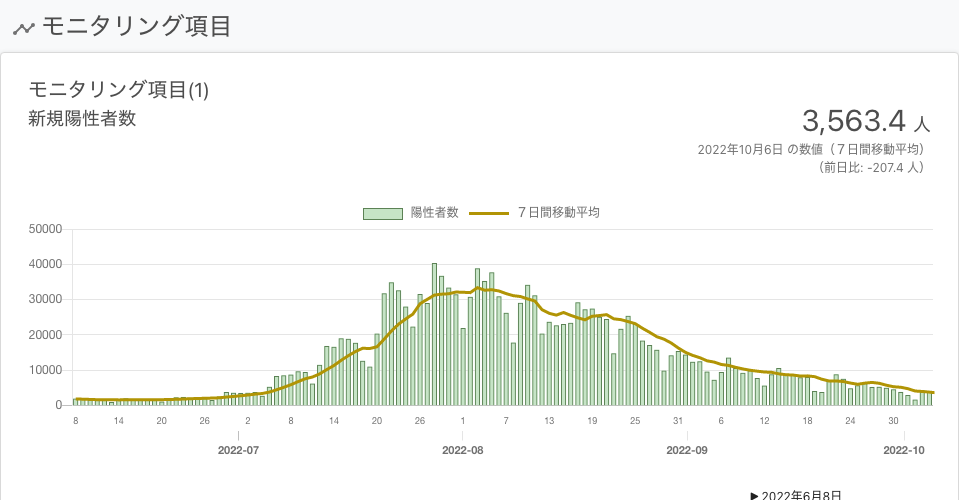 モニタリング項目
モニタリング項目(1)
新規陽性者数
3,563.4 人
2022年10月6日 の数値（７日間移動平均）
（前日比: -207.4 人）
陽性者数 ７日間移動平均
50000
40000
30000
20000
10000
0
8 14 20 26 2 8 14 20 26 1 7 13 19 25 31 6 12 18 24 30
2022-07 2022-08 2022-09 2022-10
▶ 2022年6月8日